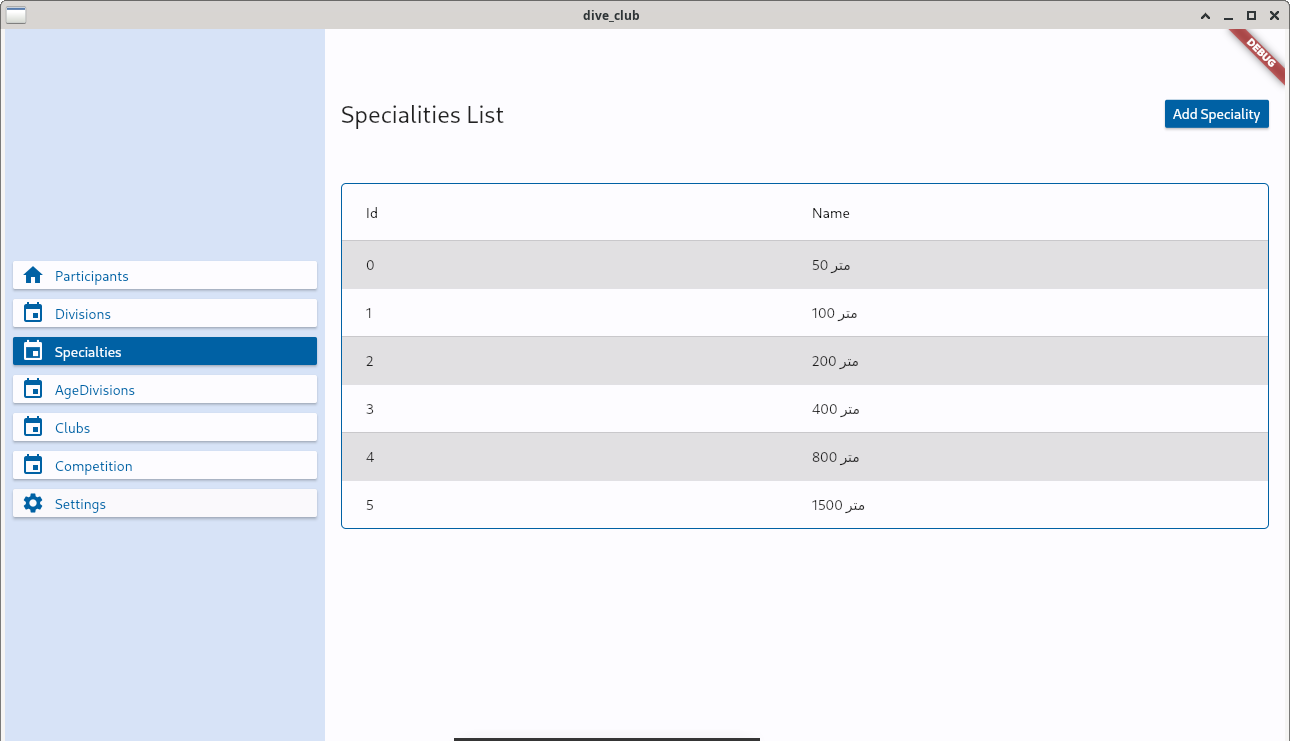 dive_club
DEBUG
Specialities List
Add Speciality
Id Name
0 50 متر
1 100 متر
2 200 متر
3 400 متر
4 800 متر
5 1500 متر
Participants
Divisions
Specialties
AgeDivisions
Clubs
Competition
Settings